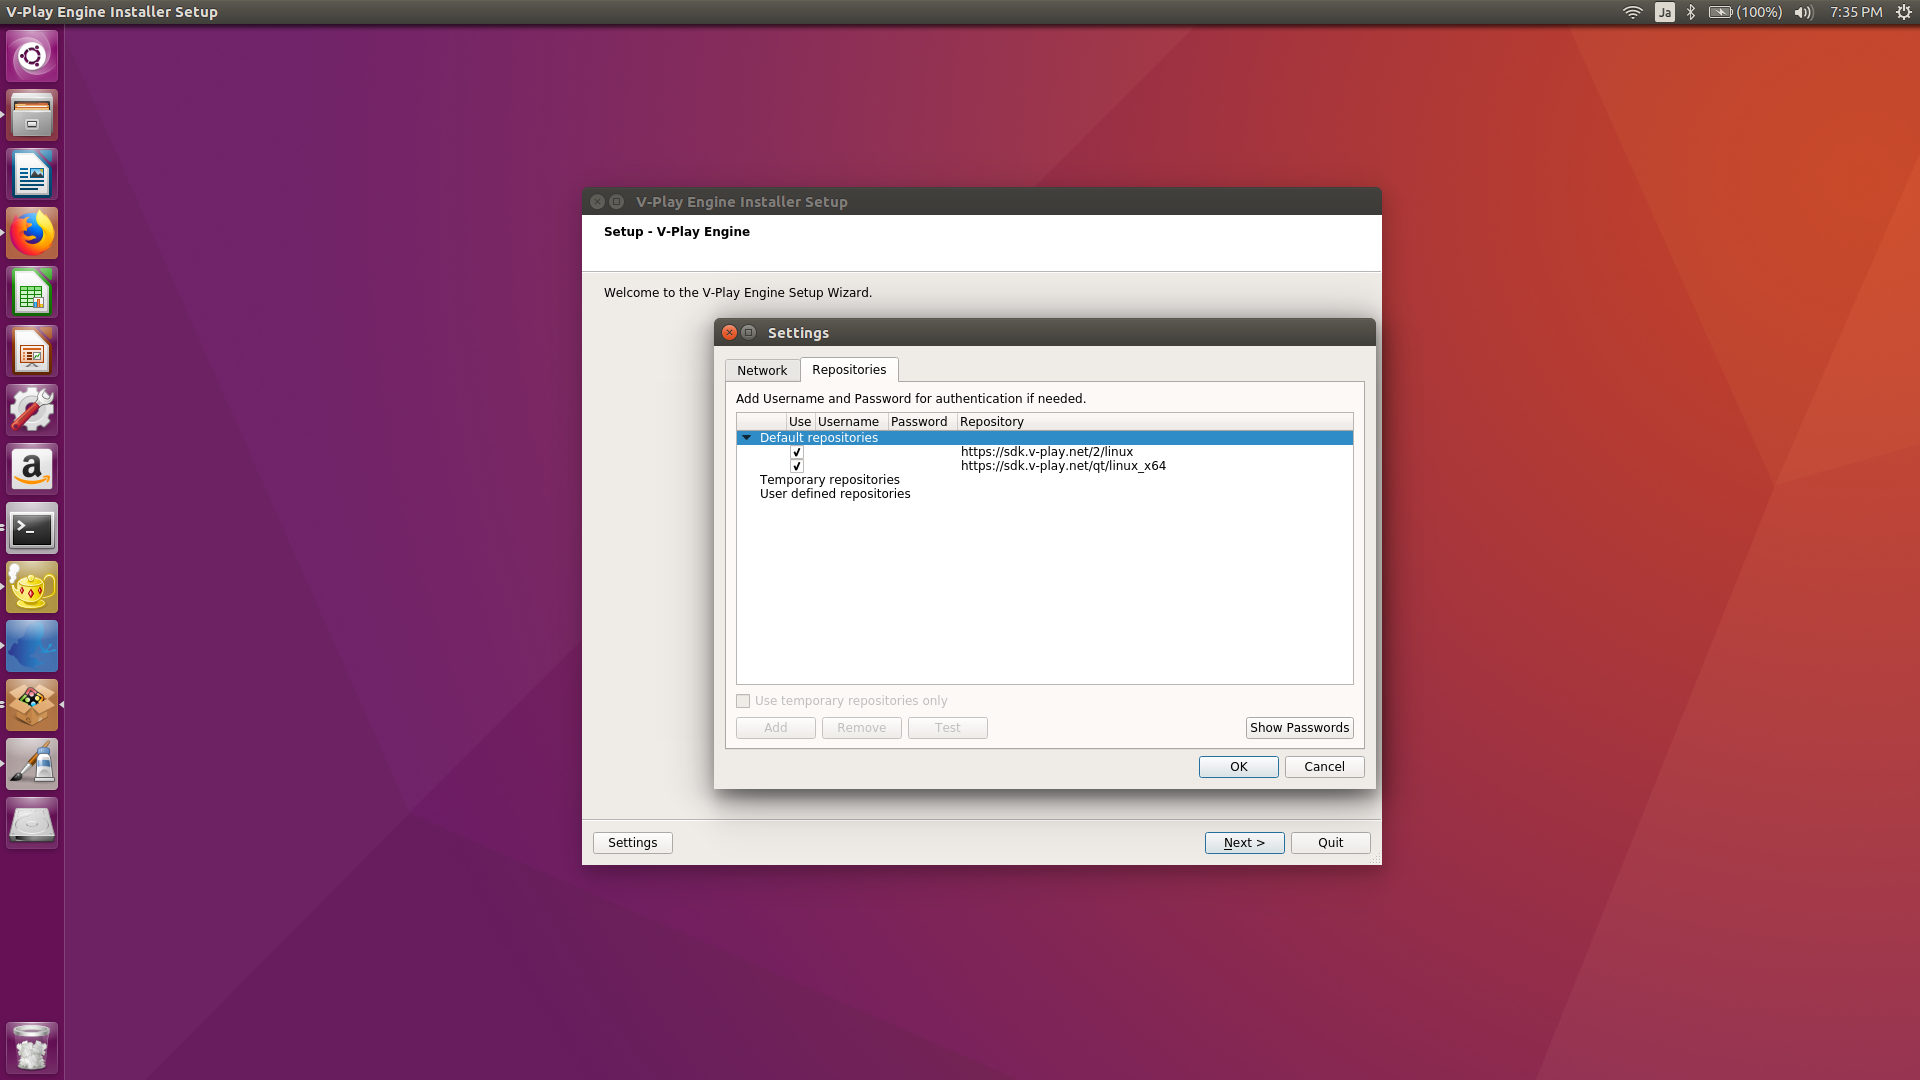 V-Play Engine Installer Setup
Ja
(100%)
7:35 PM
V-Play Engine Installer Setup
Setup - V-Play Engine
Welcome to the V-Play Engine Setup Wizard.
Settings
Network
Repositories
Add Username and Password for authentication if needed.
Use Username Password Repository
Default repositories
https://sdk.v-play.net/2/linux
https://sdk.v-play.net/qt/linux_x64
Temporary repositories
User defined repositories
Use temporary repositories only
Add
Remove
Test
Show Passwords
OK
Cancel
Settings
Next >
Quit